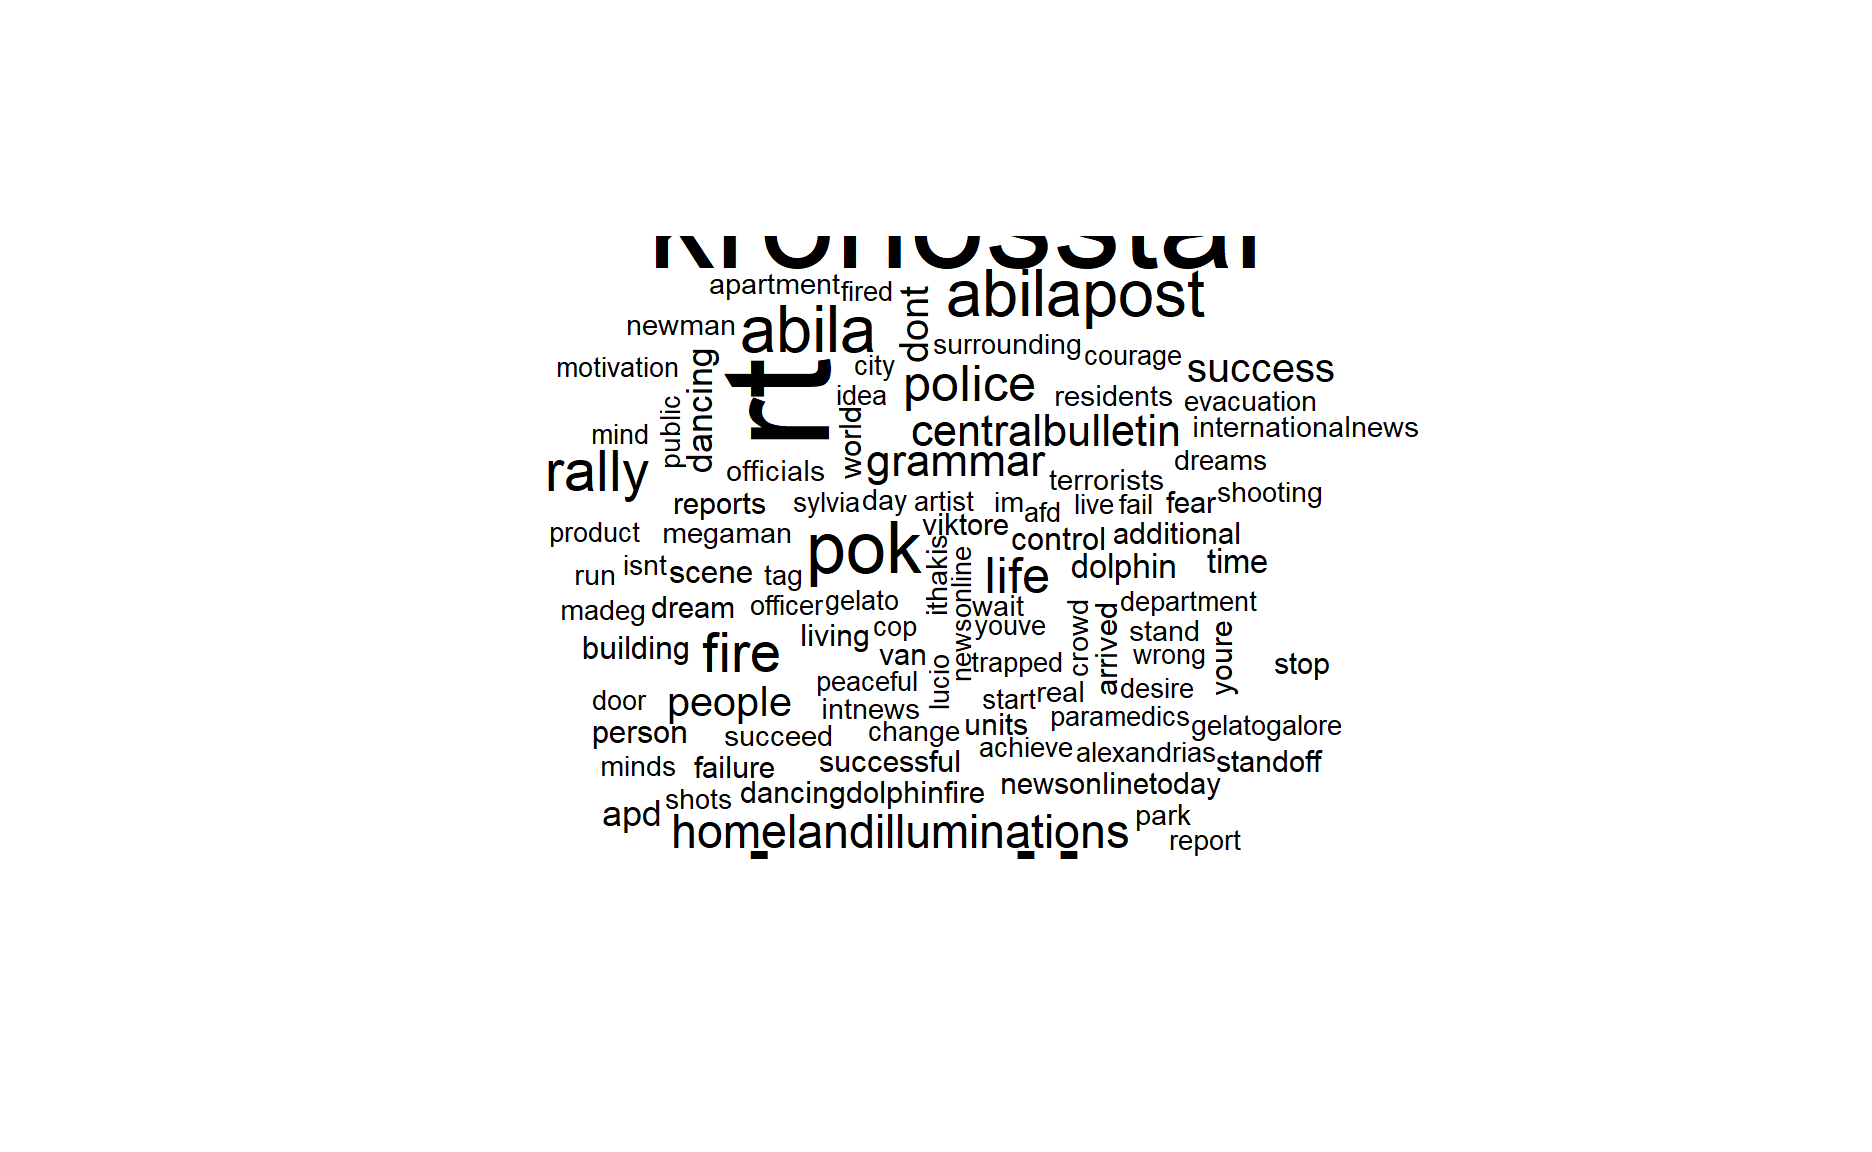 kronosstar
apartment fired dont abilapost
newman abila
surrounding courage
motivation dancing rt city police success
idea residents evacuation
public world centralbulletin internationalnews
mind grammar dreams
rally officials terrorists
reports sylvia day artist im afd live fail fear shooting
product megaman pok viktore control additional
run isnt scene tag ithakis newsonline life dolphin time
madeg dream officer gelato wait crowd arrived department
building fire living cop youve stand youre
van trapped wrong stop
door people peaceful lucio start real desire
intnews paramedics gelatogalore
person succeed change units
minds failure successful achieve alexandrias standoff
shots dancingdolphinfire newsonlinetoday
apd homelandilluminations park
report